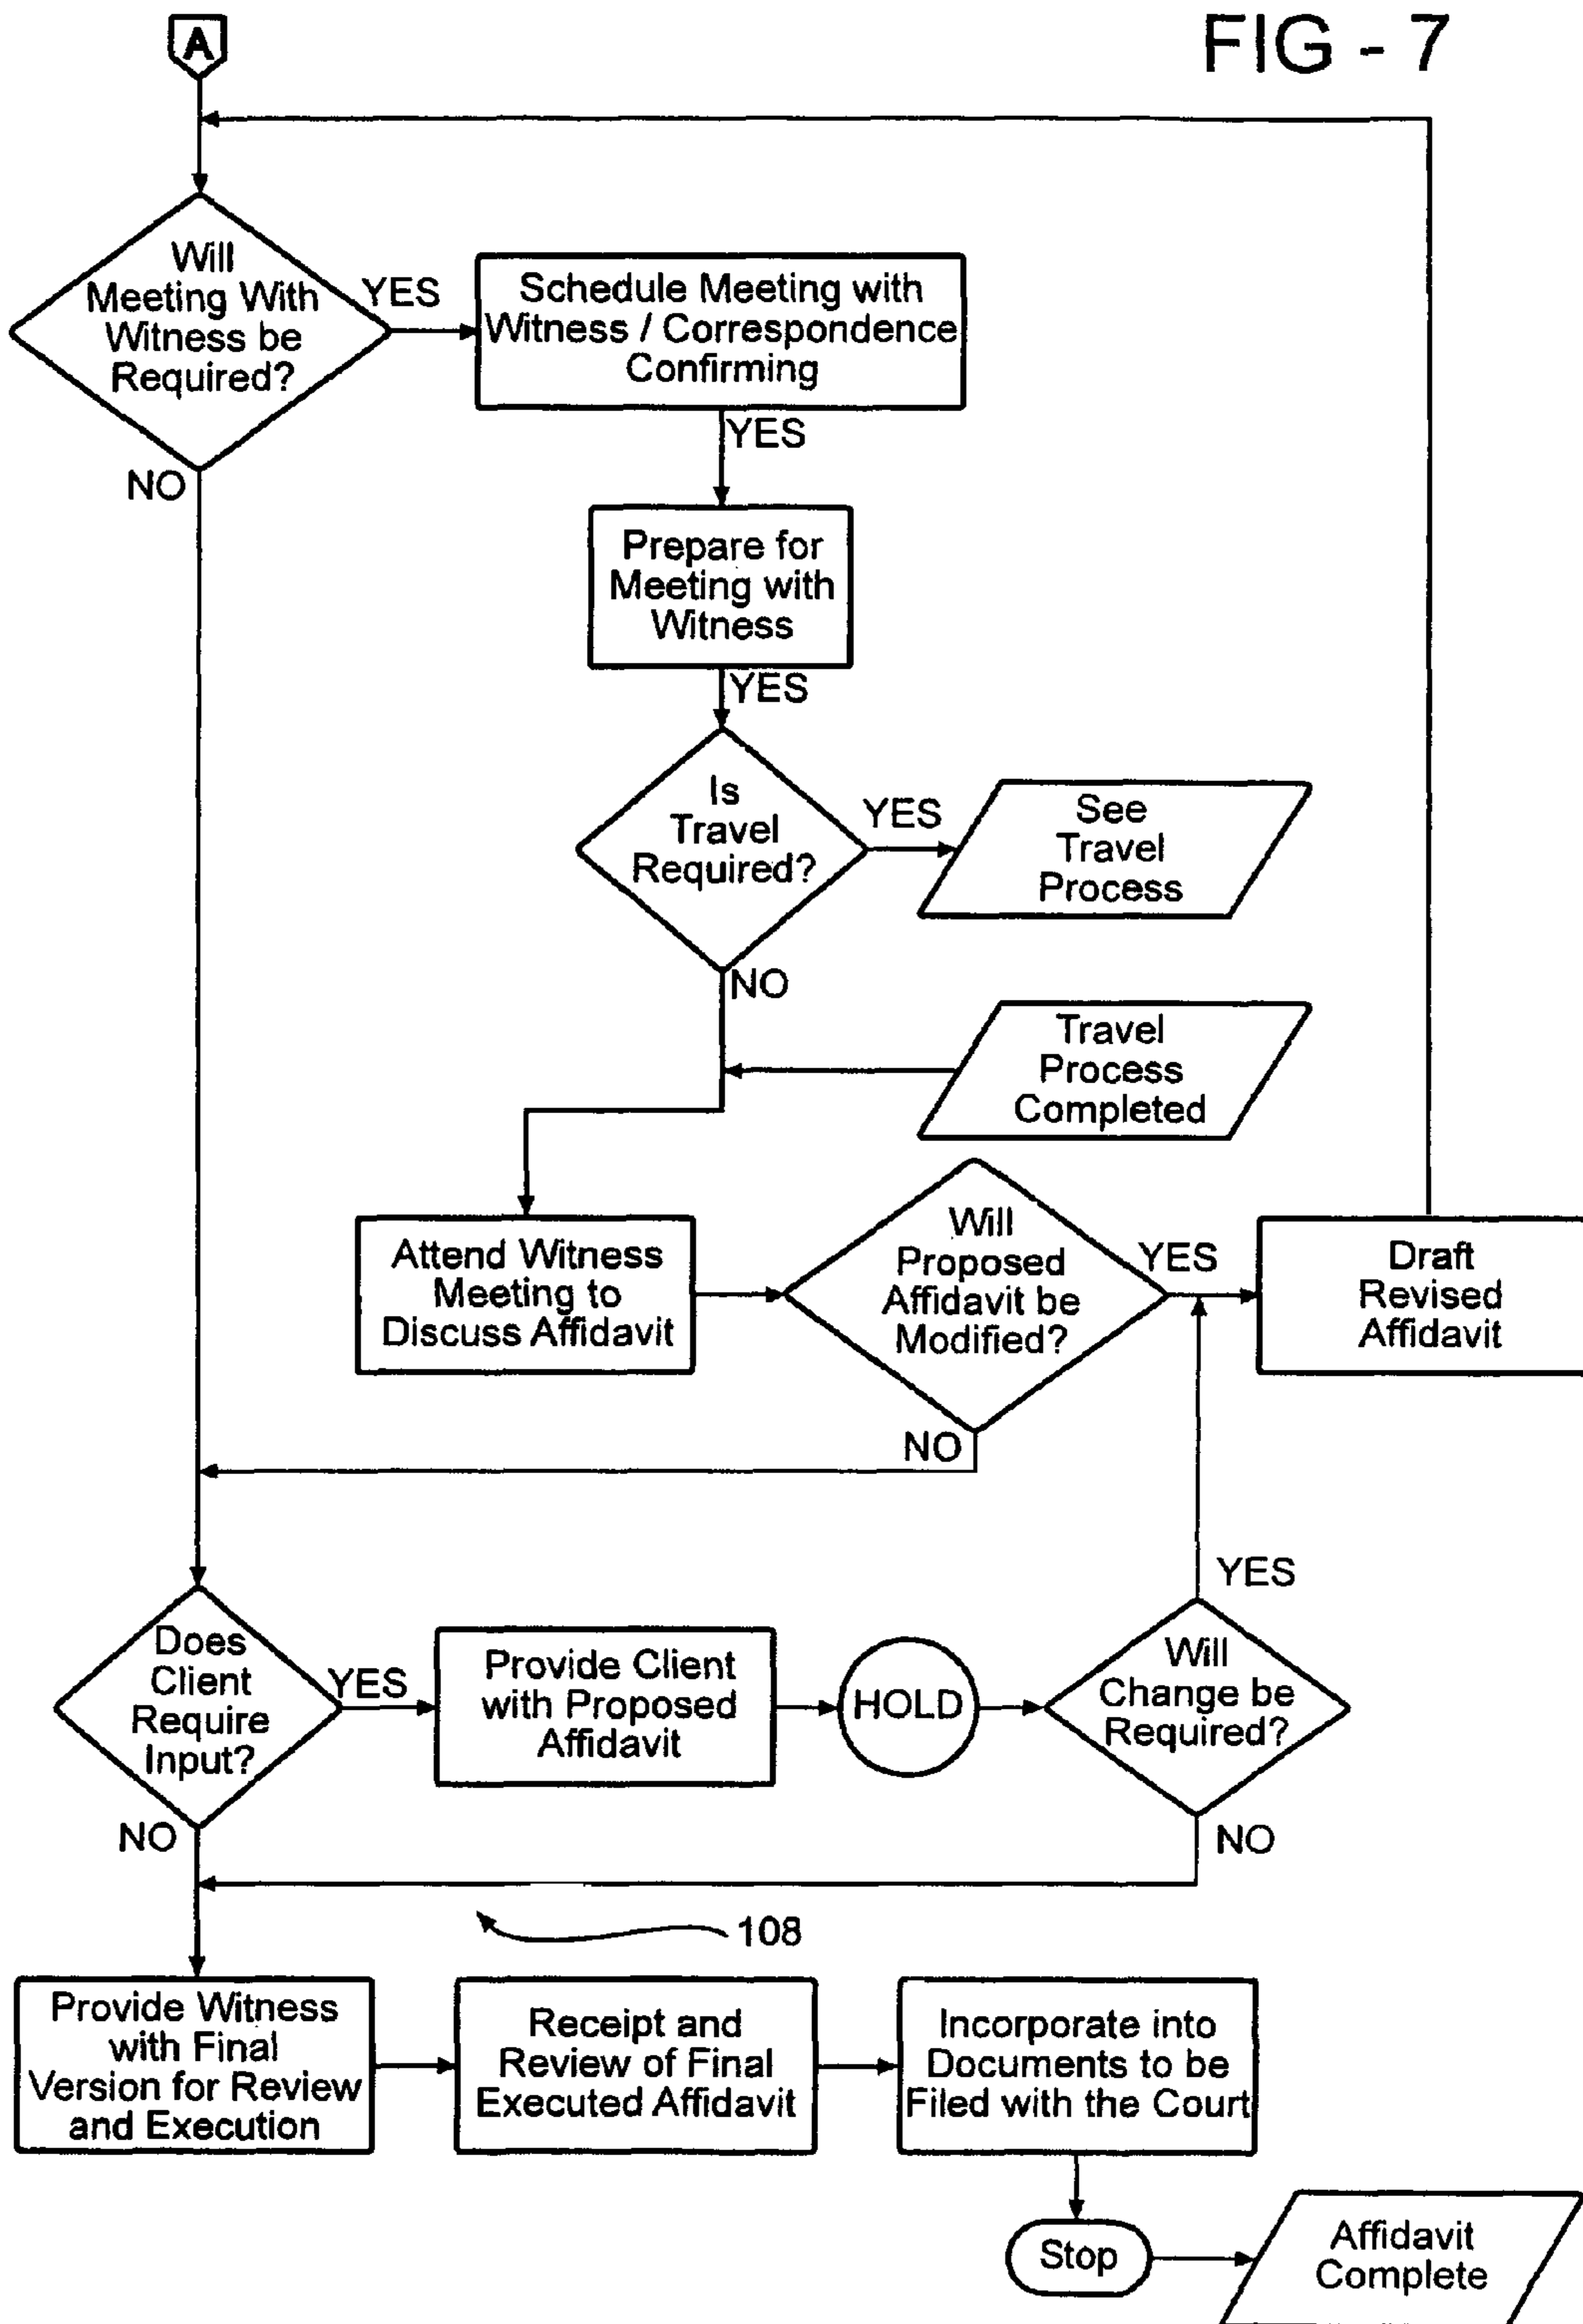 FIG - 7
A
Will
Meeting With
Witness be
Required?
YES
NO
Schedule Meeting with
Witness / Correspondence
Confirming
YES
Prepare for
Meeting with
Witness
YES
Is
Travel
Required?
YES
See
Travel
Process
NO
Travel
Process
Completed
Attend Witness
Meeting to
Discuss Affidavit
Will
Proposed
Affidavit be
Modified?
YES
Draft
Revised
Affidavit
NO
Does
Client
Require
Input?
YES
Provide Client
with Proposed
Affidavit
HOLD
Will
Change be
Required?
YES
NO
NO
108
Provide Witness
with Final
Version for Review
and Execution
Receipt and
Review of Final
Executed Affidavit
Incorporate into
Documents to be
Filed with the Court
Stop
Affidavit
Complete